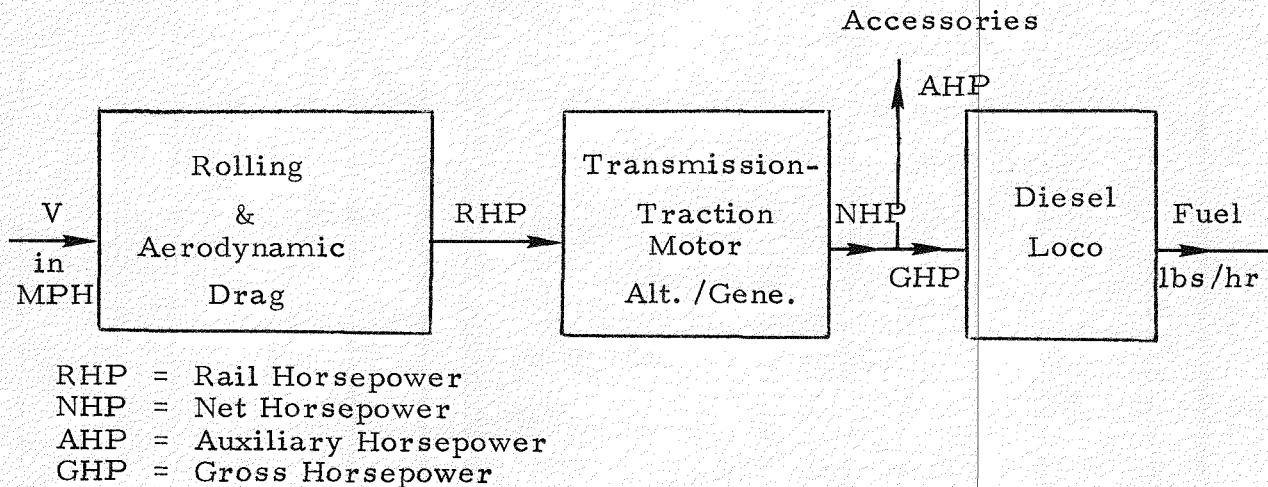 Accessories
AHP
V
in
MPH
Rolling
&
Aerodynamic
Drag
RHP
Transmission-
Traction
Motor
Alt. /Gene.
NHP
GHP
Diesel
Loco
Fuel
lbs/hr
RHP = Rail Horsepower
NHP = Net Horsepower
AHP = Auxiliary Horsepower
GHP = Gross Horsepower